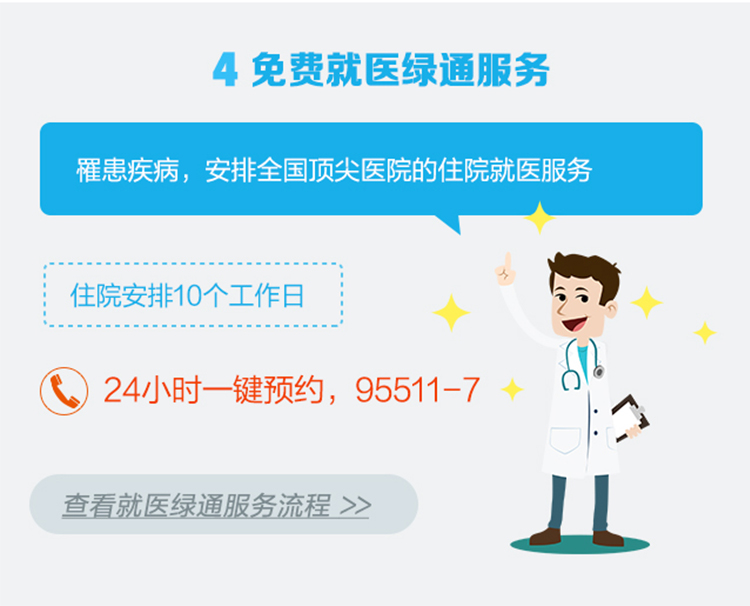 4 免费就医绿通服务
罹患疾病，安排全国顶尖医院的住院就医服务
住院安排10个工作日
24小时一键预约，95511-7
查看就医绿通服务流程 >>